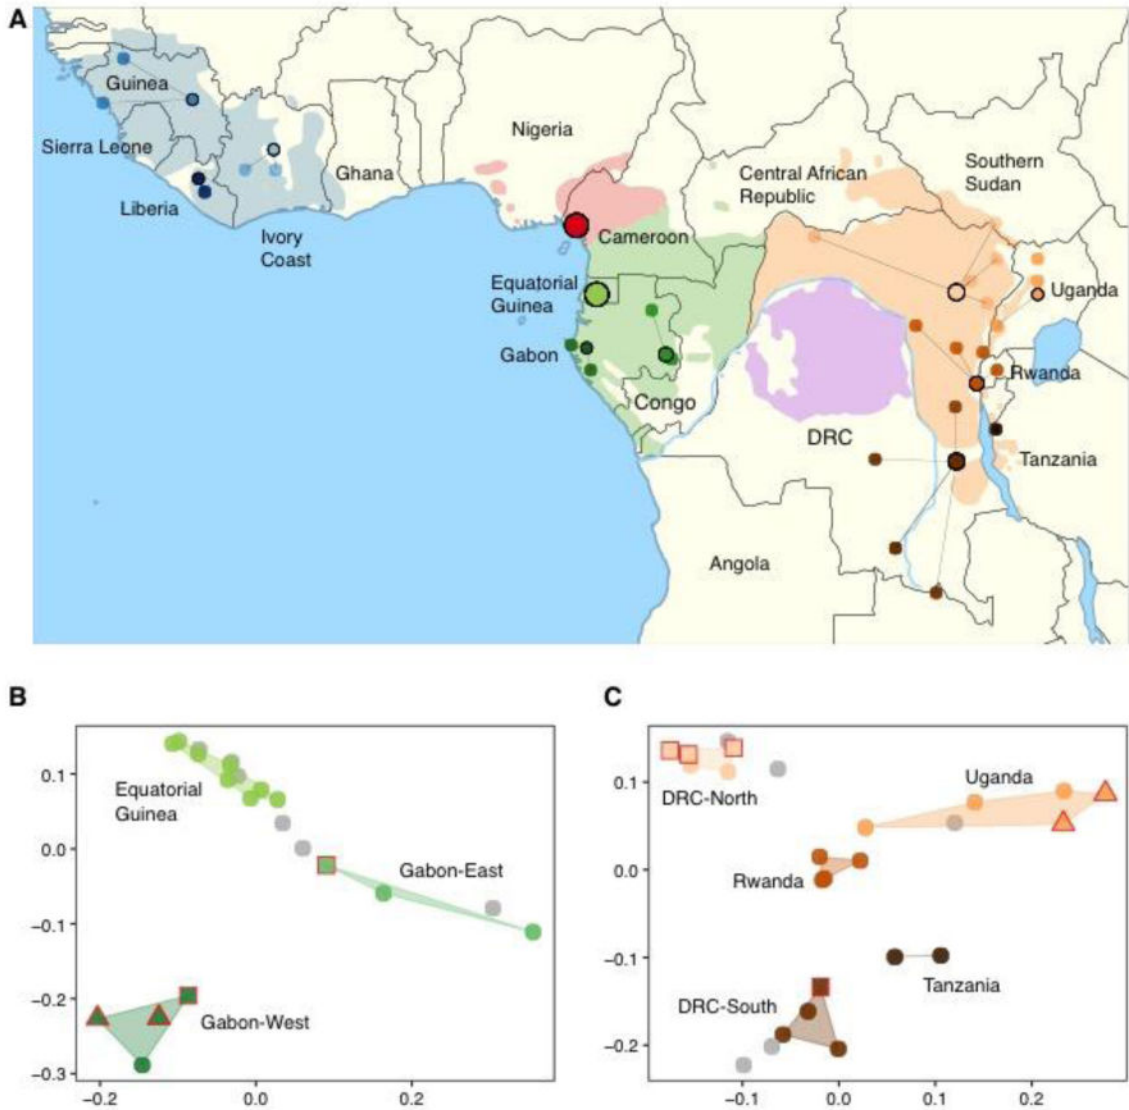 A
Guinea
Nigeria
Sierra Leone
Ghana
Central African
Republic
Southern
Sudan
Liberia
Ivory
Coast
Cameroon
Equatorial
Guinea
Uganda
Gabon
Rwanda
Congo
DRC
Tanzania
Angola
B
0.1
0.0
−0.1
−0.2
−0.3
Equatorial
Guinea
Gabon-East
Gabon-West
−0.2
0.0
0.2
C
0.1
0.0
−0.1
−0.2
Uganda
DRC-North
Rwanda
Tanzania
DRC-South
−0.1
0.0
0.1
0.2